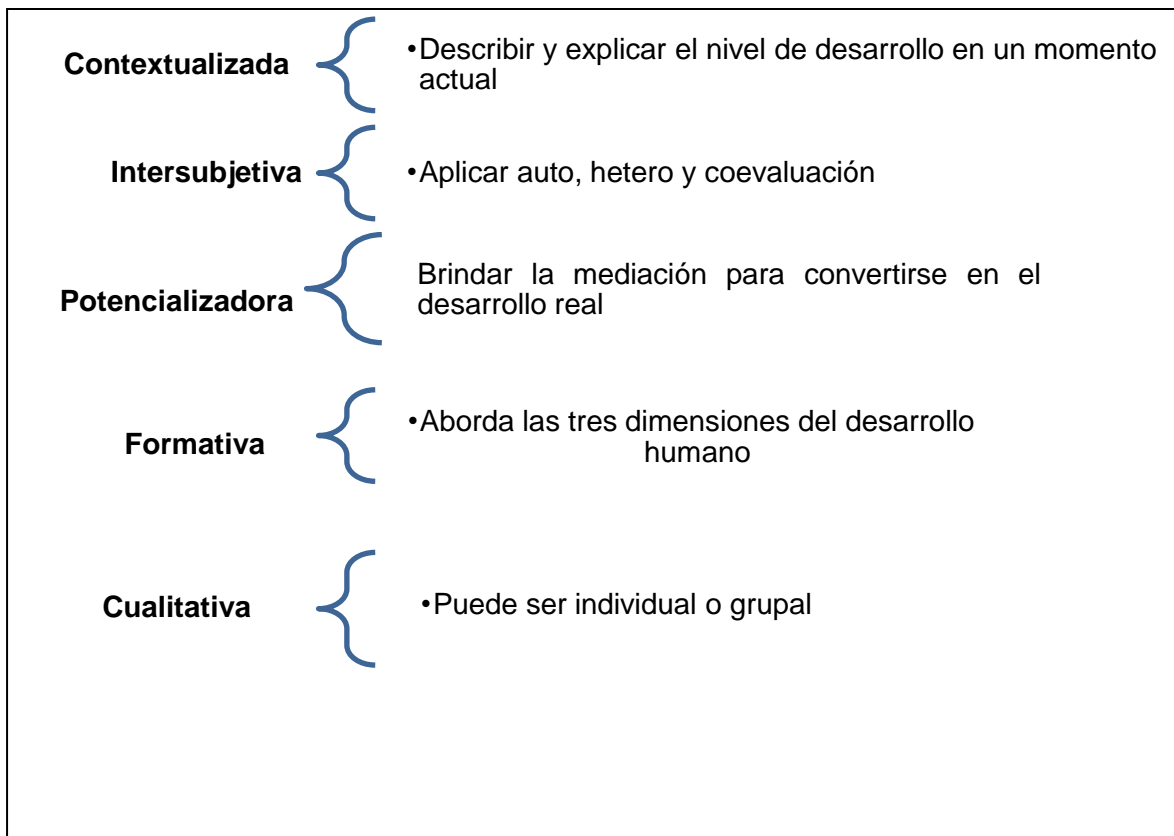 Contextualizada
•Describir y explicar el nivel de desarrollo en un momento
actual
Intersubjetiva
•Aplicar auto, hetero y coevaluación
Potencializadora
Brindar la mediación para convertirse en el
desarrollo real
Formativa
•Aborda las tres dimensiones del desarrollo
humano
Cualitativa
•Puede ser individual o grupal